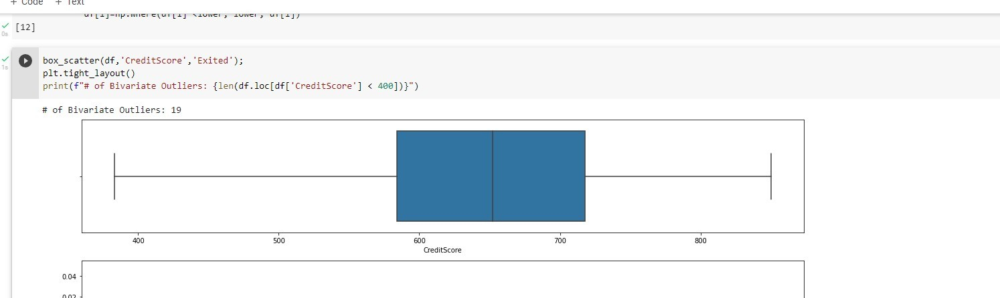 + Code + Text
df[i]=np.where(df[i] <lower, lower, df[i])
[12]
0s
1s
box_scatter(df,'CreditScore','Exited');
plt.tight_layout()
print(f"# of Bivariate Outliers: {len(df.loc[df['CreditScore'] < 400])}")
# of Bivariate Outliers: 19
400 500 600 700 800
CreditScore
0.04
0.02